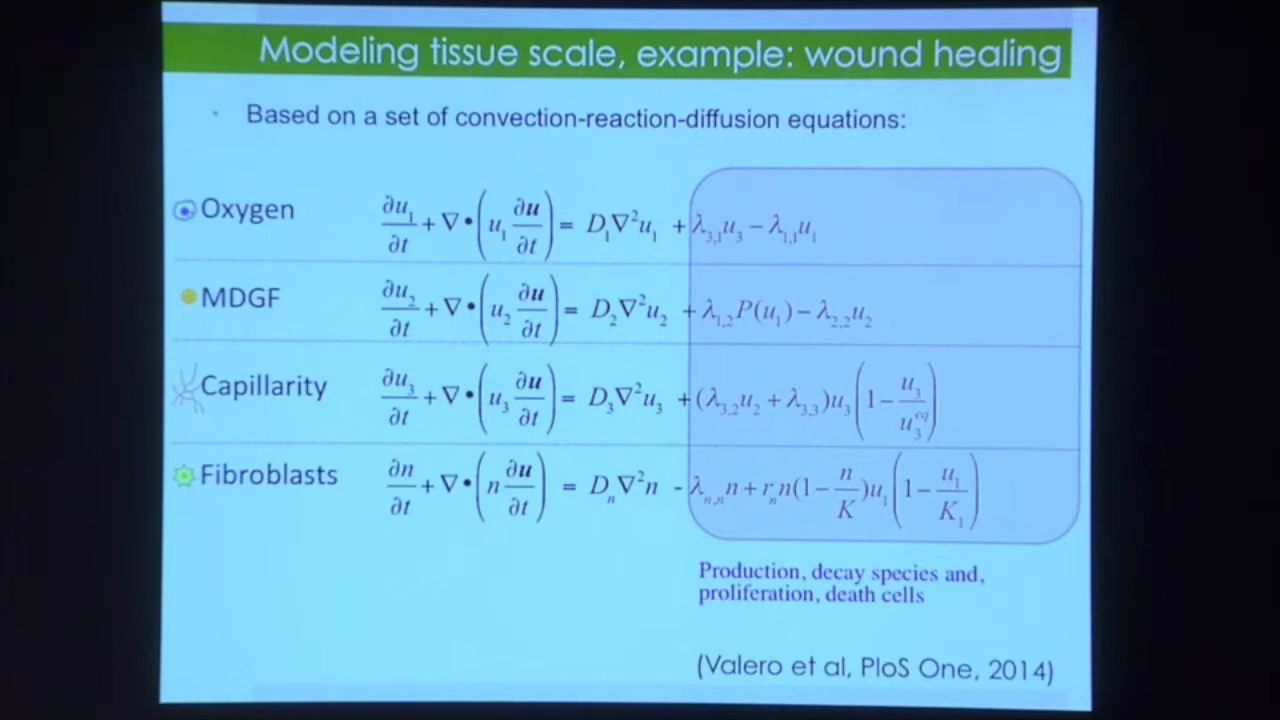 Modeling tissue scale, example: wound healing
Based on a set of convection-reaction-diffusion equations:
Oxygen ∂u₁/∂t + ∇•(u₁ ∂u/∂t) = D₁∇²u₁ + λ₃,₁u₃ − λ₁,₁u₁
MDGF ∂u₂/∂t + ∇•(u₂ ∂u/∂t) = D₂∇²u₂ + λ₁,₂P(u₁) − λ₂,₂u₂
Capillarity ∂u₃/∂t + ∇•(u₃ ∂u/∂t) = D₃∇²u₃ + (λ₃,₂u₂ + λ₃,₃)u₃(1 − u₃/u₃^eq)
Fibroblasts ∂n/∂t + ∇•(n ∂u/∂t) = Dₙ∇²n - λₙ,ₙn + rₙn(1 − n/K)u₁(1 − u₁/K₁)
Production, decay species and,
proliferation, death cells
(Valero et al, PloS One, 2014)